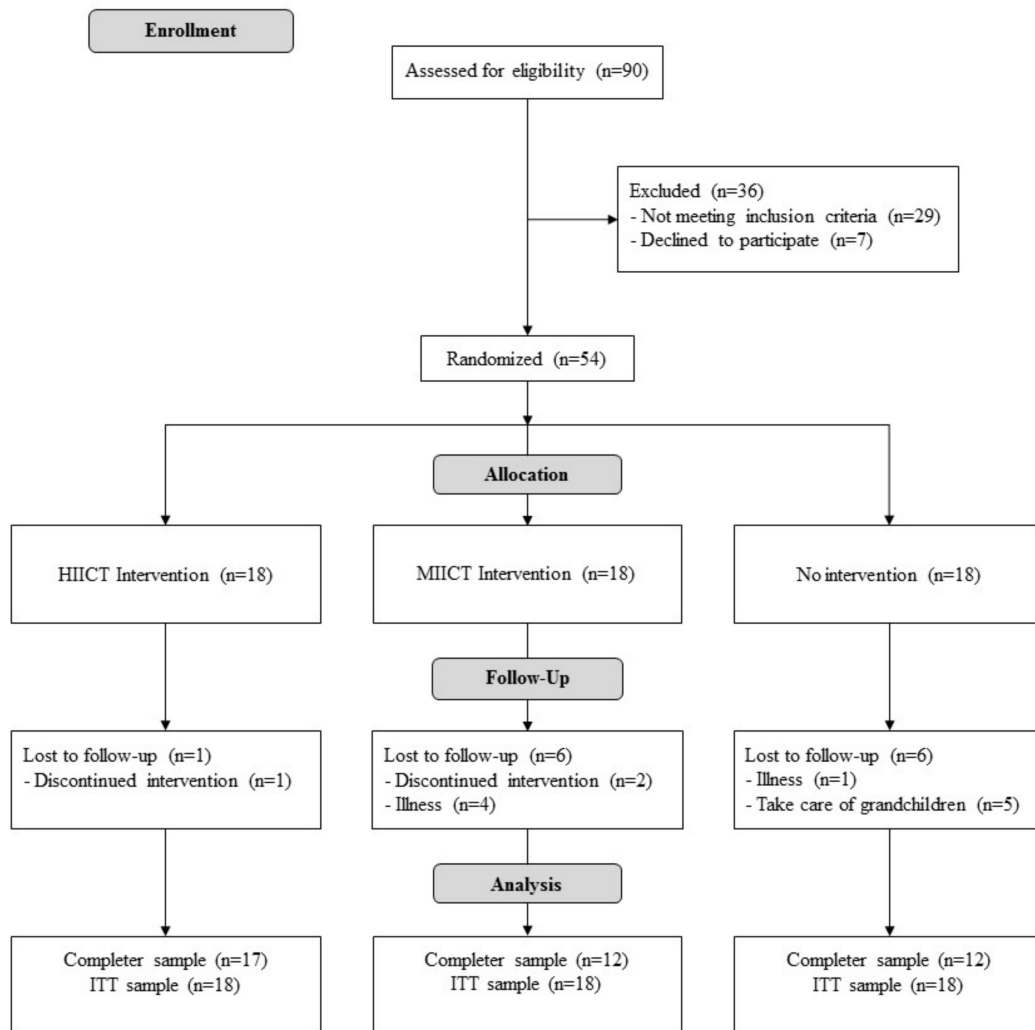 Enrollment
Assessed for eligibility (n=90)
Excluded (n=36)
- Not meeting inclusion criteria (n=29)
- Declined to participate (n=7)
Randomized (n=54)
Allocation
HIICT Intervention (n=18)
MIICT Intervention (n=18)
No intervention (n=18)
Follow-Up
Lost to follow-up (n=1)
- Discontinued intervention (n=1)
Lost to follow-up (n=6)
- Discontinued intervention (n=2)
- Illness (n=4)
Lost to follow-up (n=6)
- Illness (n=1)
- Take care of grandchildren (n=5)
Analysis
Completer sample (n=17)
ITT sample (n=18)
Completer sample (n=12)
ITT sample (n=18)
Completer sample (n=12)
ITT sample (n=18)